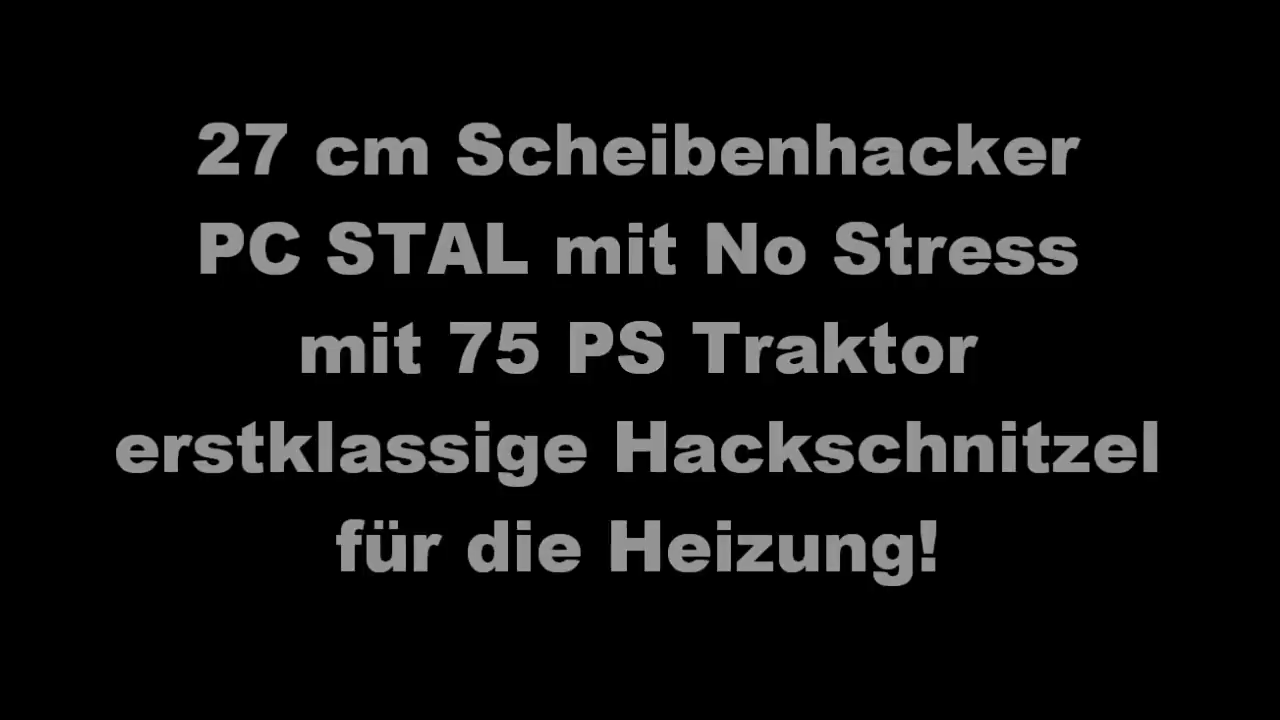 27 cm Scheibenhacker
PC STAL mit No Stress
mit 75 PS Traktor
erstklassige Hackschnitzel
für die Heizung!